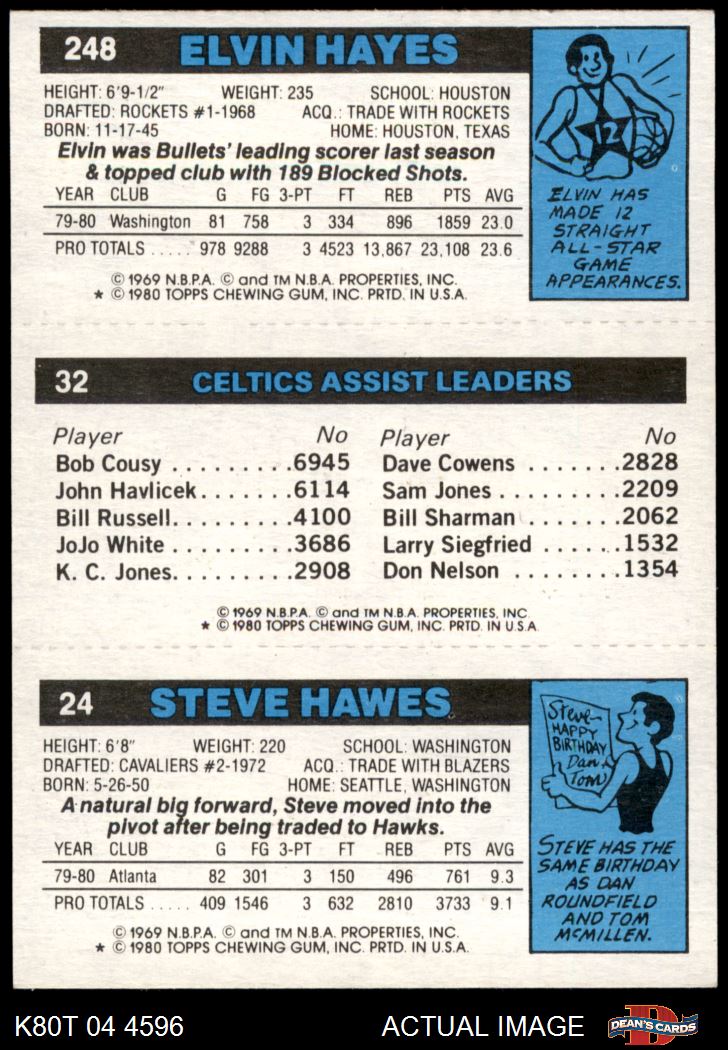 248 ELVIN HAYES
HEIGHT: 6'9-1/2" WEIGHT: 235 SCHOOL: HOUSTON
DRAFTED: ROCKETS #1-1968 ACQ.: TRADE WITH ROCKETS
BORN: 11-17-45 HOME: HOUSTON, TEXAS
Elvin was Bullets' leading scorer last season
& topped club with 189 Blocked Shots.
YEAR CLUB G FG 3-PT FT REB PTS AVG
79-80 Washington 81 758 3 334 896 1859 23.0
PRO TOTALS ..... 978 9288 3 4523 13,867 23,108 23.6
© 1969 N.B.P.A. © and TM N.B.A. PROPERTIES, INC.
* © 1980 TOPPS CHEWING GUM, INC. PRTD. IN U.S.A.
12
ELVIN HAS
MADE 12
STRAIGHT
ALL-STAR
GAME
APPEARANCES.
32 CELTICS ASSIST LEADERS
Player No Player No
Bob Cousy .........6945 Dave Cowens .......2828
John Havlicek.......6114 Sam Jones .........2209
Bill Russell.........4100 Bill Sharman .......2062
JoJo White .........3686 Larry Siegfried ......1532
K. C. Jones.........2908 Don Nelson ........1354
© 1969 N.B.P.A. © and TM N.B.A. PROPERTIES, INC
* © 1980 TOPPS CHEWING GUM, INC. PRTD. IN U.S.A.
24 STEVE HAWES
HEIGHT: 6'8" WEIGHT: 220 SCHOOL: WASHINGTON
DRAFTED: CAVALIERS #2-1972 ACQ.: TRADE WITH BLAZERS
BORN: 5-26-50 HOME: SEATTLE, WASHINGTON
A natural big forward, Steve moved into the
pivot after being traded to Hawks.
YEAR CLUB G FG 3-PT FT REB PTS AVG
79-80 Atlanta 82 301 3 150 496 761 9.3
PRO TOTALS ..... 409 1546 3 632 2810 3733 9.1
© 1969 N.B.P.A. © and TM N.B.A. PROPERTIES, INC.
* © 1980 TOPPS CHEWING GUM, INC. PRTD. IN U.S.A.
Steve-
HAPPY
BIRTHDAY
Dan
Tom
STEVE HAS THE
SAME BIRTHDAY
AS DAN
ROUNDFIELD
AND TOM
McMILLEN.
K80T 04 4596 ACTUAL IMAGE D DEAN'S CARDS